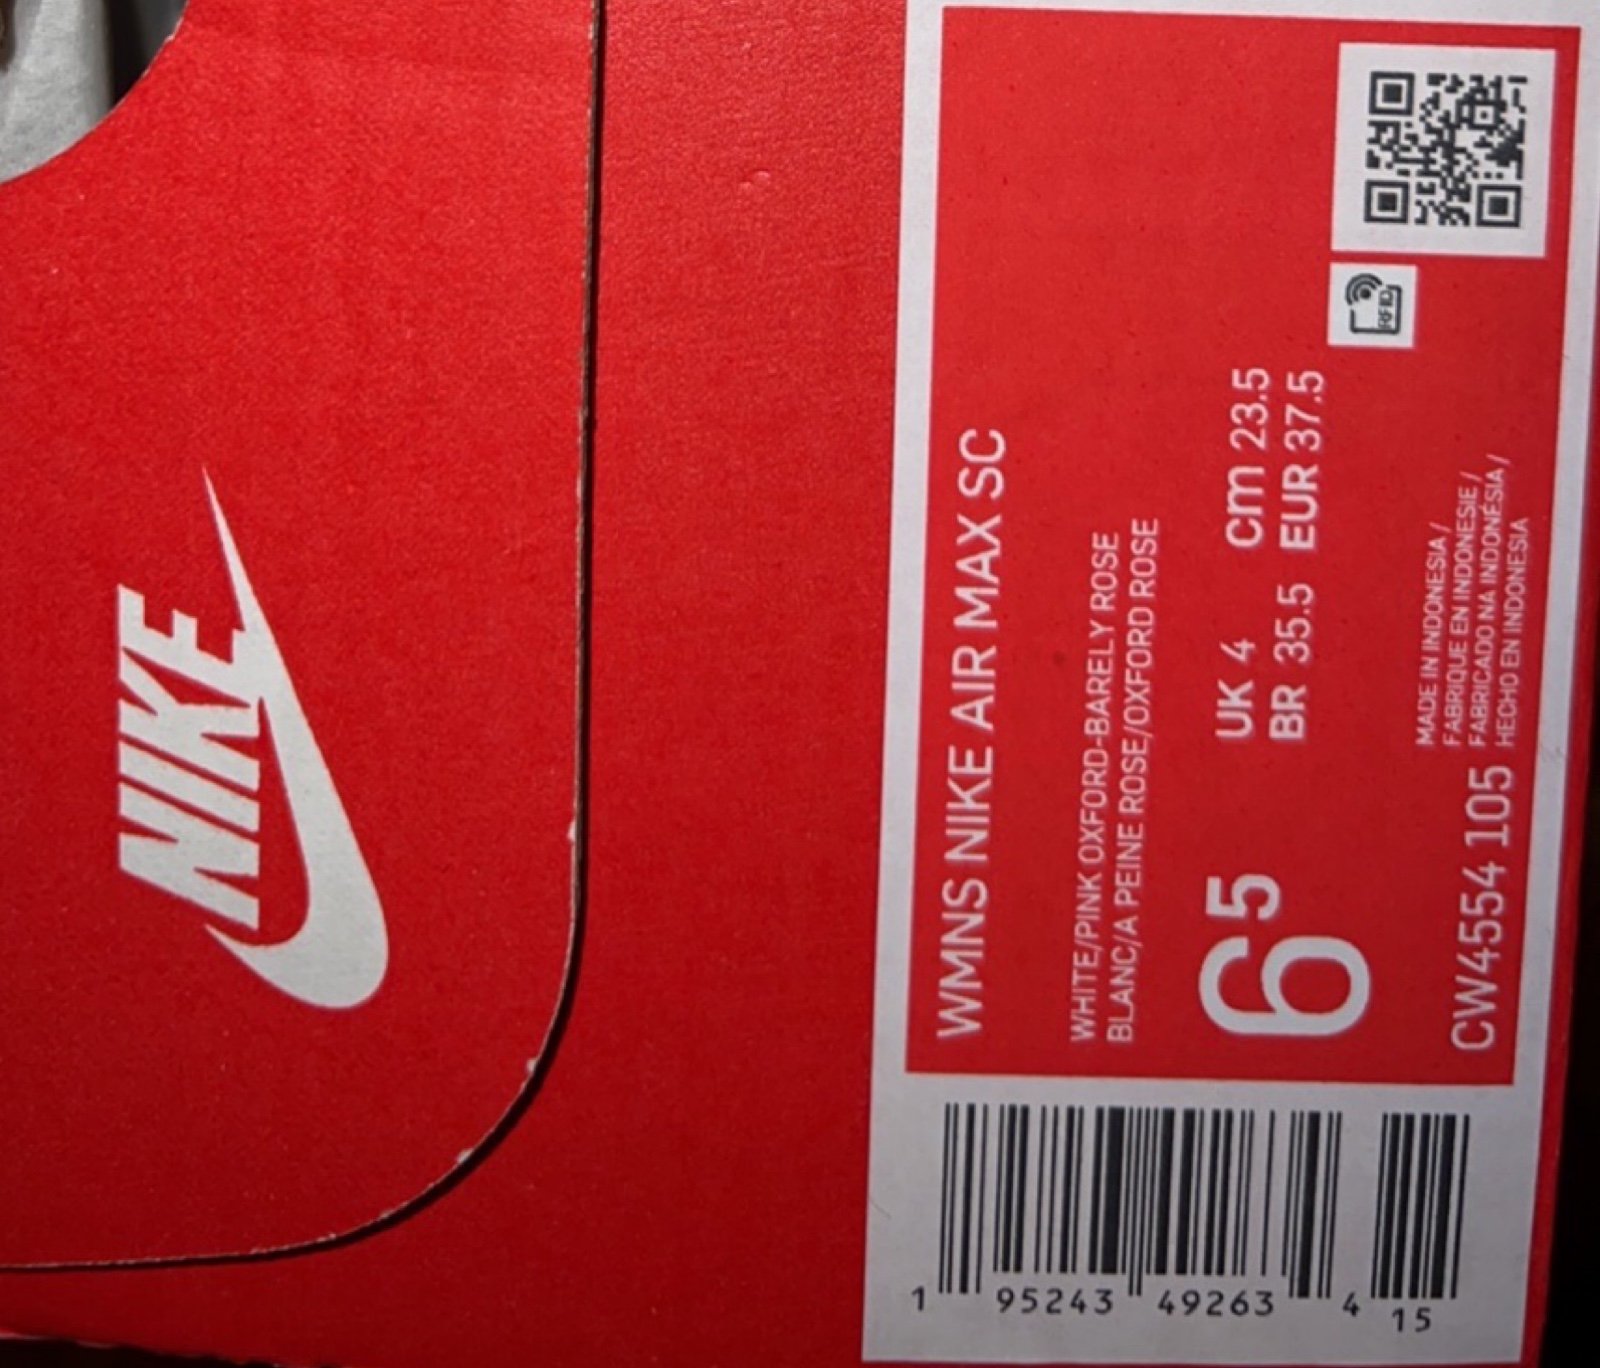 NIKE
WMNS NIKE AIR MAX SC
WHITE/PINK OXFORD-BARELY ROSE
BLANC/A PEINE ROSE/OXFORD ROSE
6 5
UK 4 cm 23.5
BR 35.5 EUR 37.5
RFID
CW4554 105
MADE IN INDONESIA /
FABRIQUE EN INDONESIE /
FABRICADO NA INDONÉSIA /
HECHO EN INDONESIA
1 95243 49263 4 15